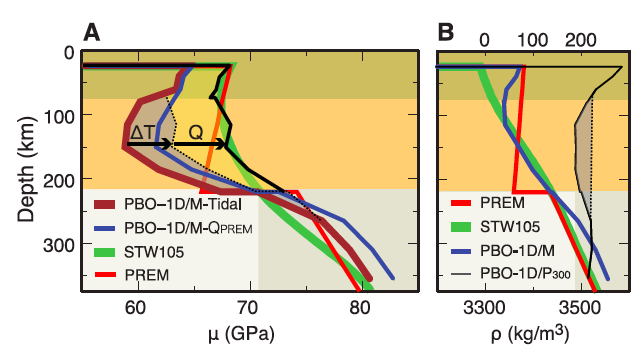 A
B
0 100 200
0
100
200
300
Depth (km)
ΔT Q
PBO−1D/M-Tidal
PBO−1D/M-QPREM
STW105
PREM
60 70 80
μ (GPa)
PREM
STW105
PBO-1D/M
PBO-1D/P300
3300 3500
ρ (kg/m³)